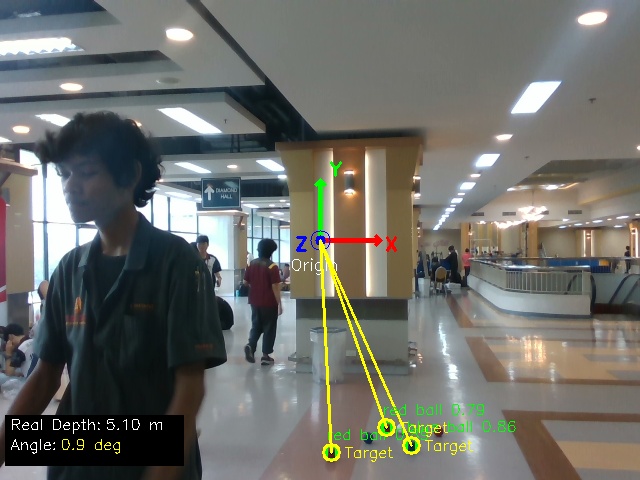 DIAMOND
HALL
Y
Z
X
Origin
red ball 0.79
ed ball
ball 0.86
Target
Target
Target
Real Depth: 5.10 m
Angle: 0.9 deg